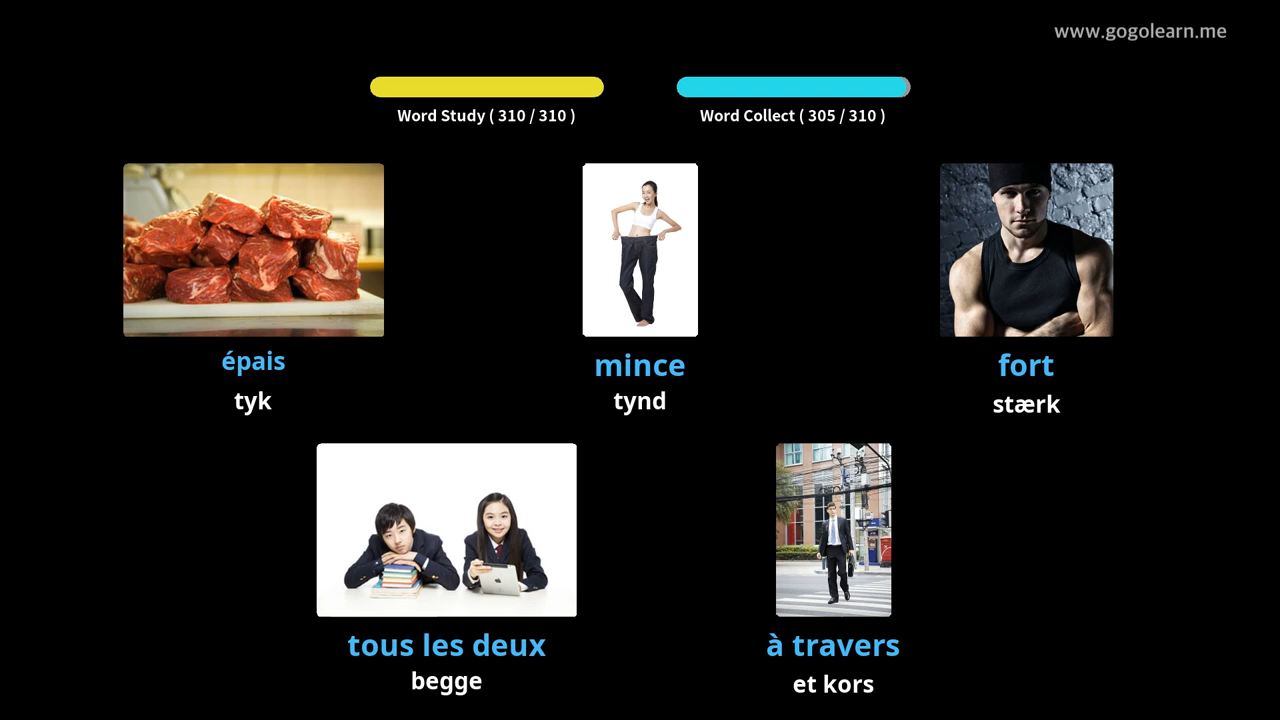 www.gogolearn.me
Word Study ( 310 / 310 )
Word Collect ( 305 / 310 )
épais
tyk
mince
tynd
fort
stærk
tous les deux
begge
à travers
et kors